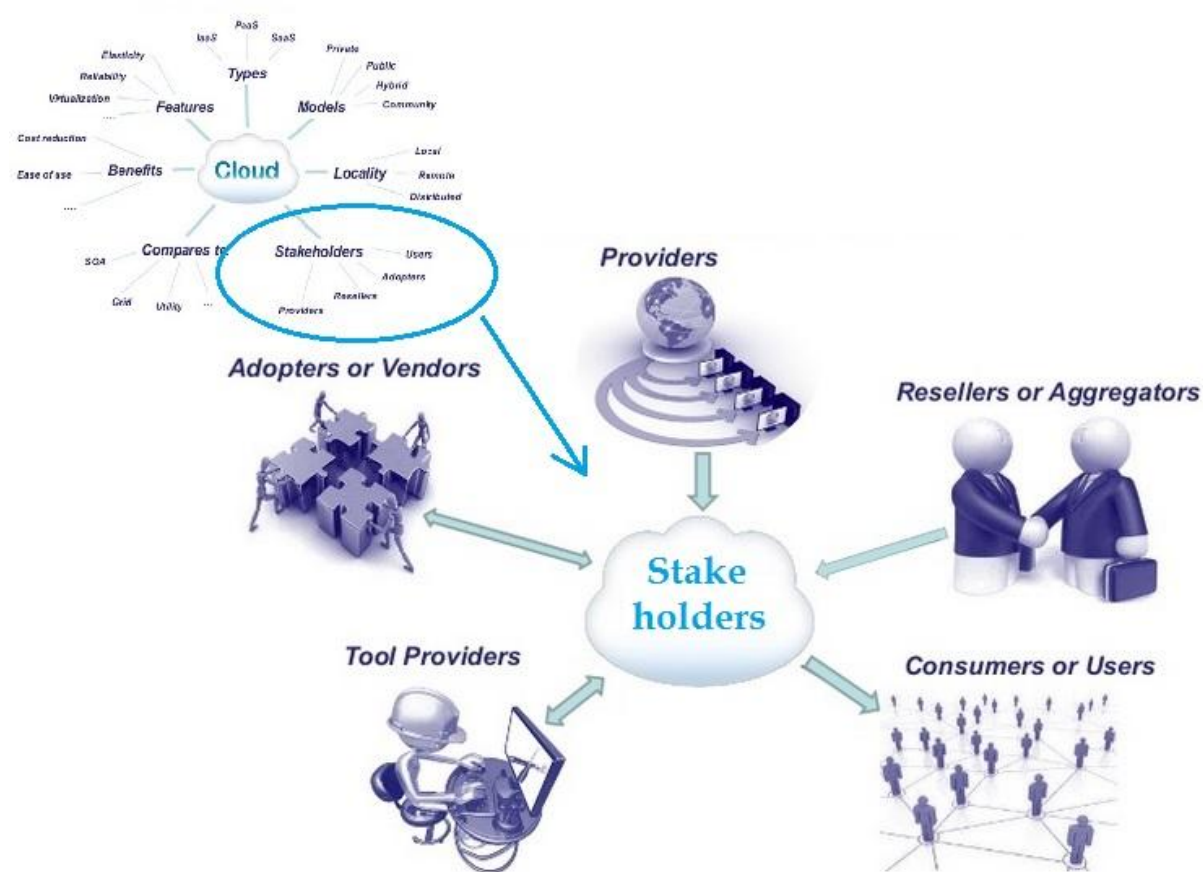 PaaS
IaaS
SaaS
Types
Elasticity
Reliability
Virtualization
....
Features
Private
Public
Hybrid
Community
Models
Cost reduction
Ease of use
....
Benefits
Cloud
Locality
Local
Remote
Distributed
Compares to
SOA
Grid
Utility
...
Stakeholders
Users
Adopters
Resellers
Providers
Providers
Adopters or Vendors
Resellers or Aggregators
Stake
holders
Tool Providers
Consumers or Users